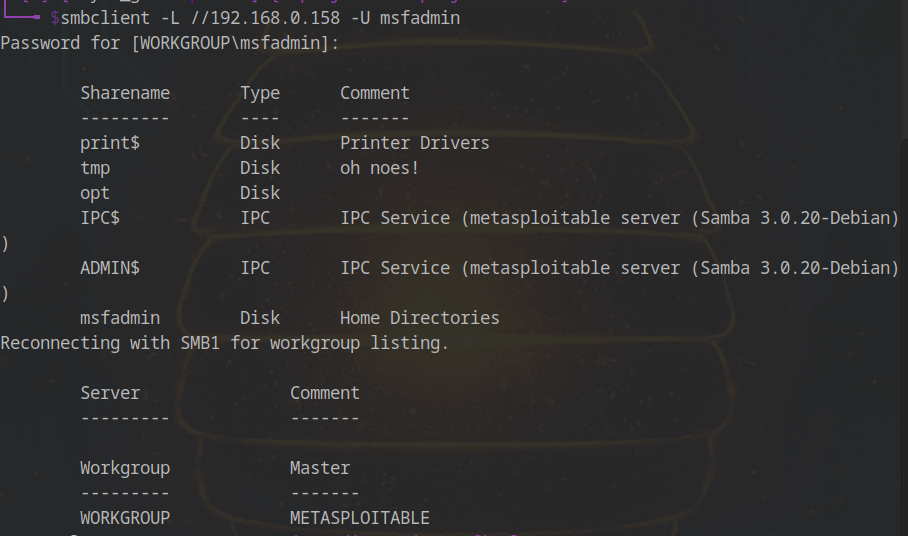 $smbclient -L //192.168.0.158 -U msfadmin
Password for [WORKGROUP\msfadmin]:
Sharename Type Comment
--------- ---- -------
print$ Disk Printer Drivers
tmp Disk oh noes!
opt Disk
IPC$ IPC IPC Service (metasploitable server (Samba 3.0.20-Debian)
)
ADMIN$ IPC IPC Service (metasploitable server (Samba 3.0.20-Debian)
)
msfadmin Disk Home Directories
Reconnecting with SMB1 for workgroup listing.
Server Comment
--------- -------
Workgroup Master
--------- -------
WORKGROUP METASPLOITABLE